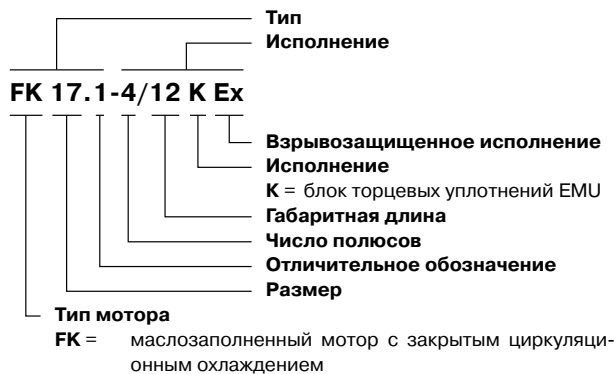 Тип
Исполнение
FK 17.1-4/12 K Ex
Взрывозащищенное исполнение
Исполнение
K = блок торцевых уплотнений EMU
Габаритная длина
Число полюсов
Отличительное обозначение
Размер
Тип мотора
FK = маслозаполненный мотор с закрытым циркуляци-
онным охлаждением